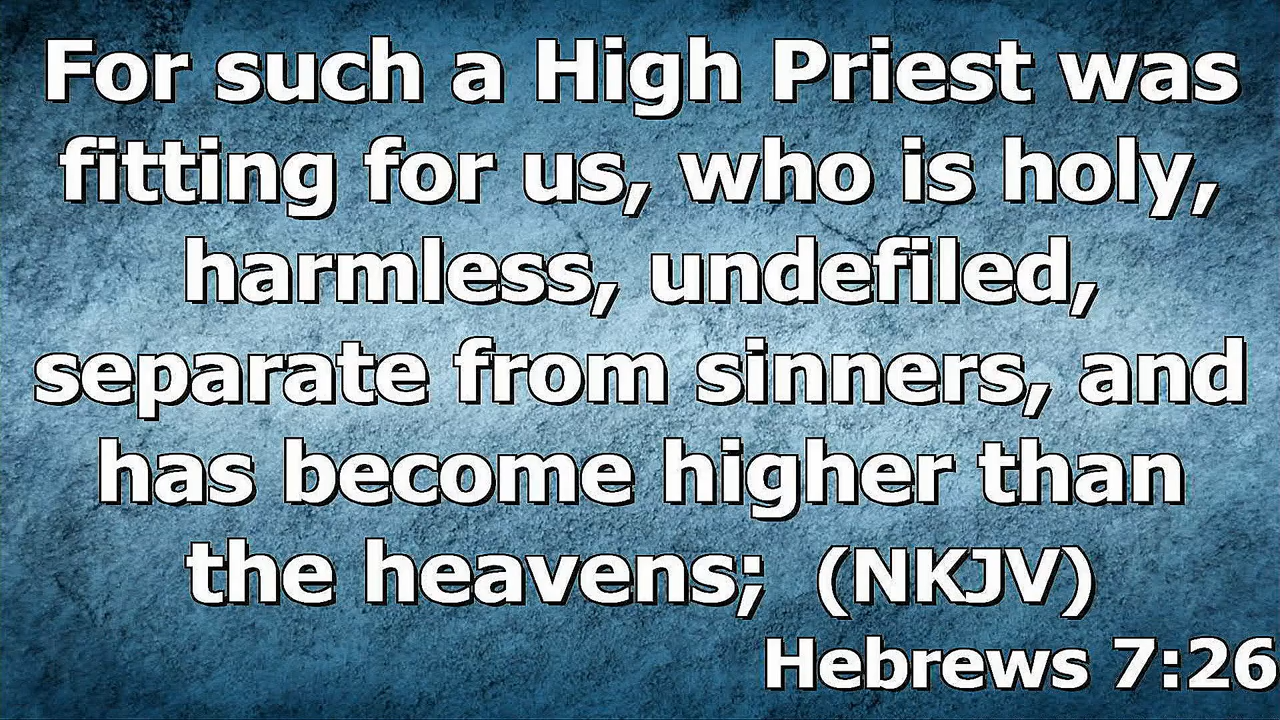 For such a High Priest was
fitting for us, who is holy,
harmless, undefiled,
separate from sinners, and
has become higher than
the heavens; (NKJV)
Hebrews 7:26